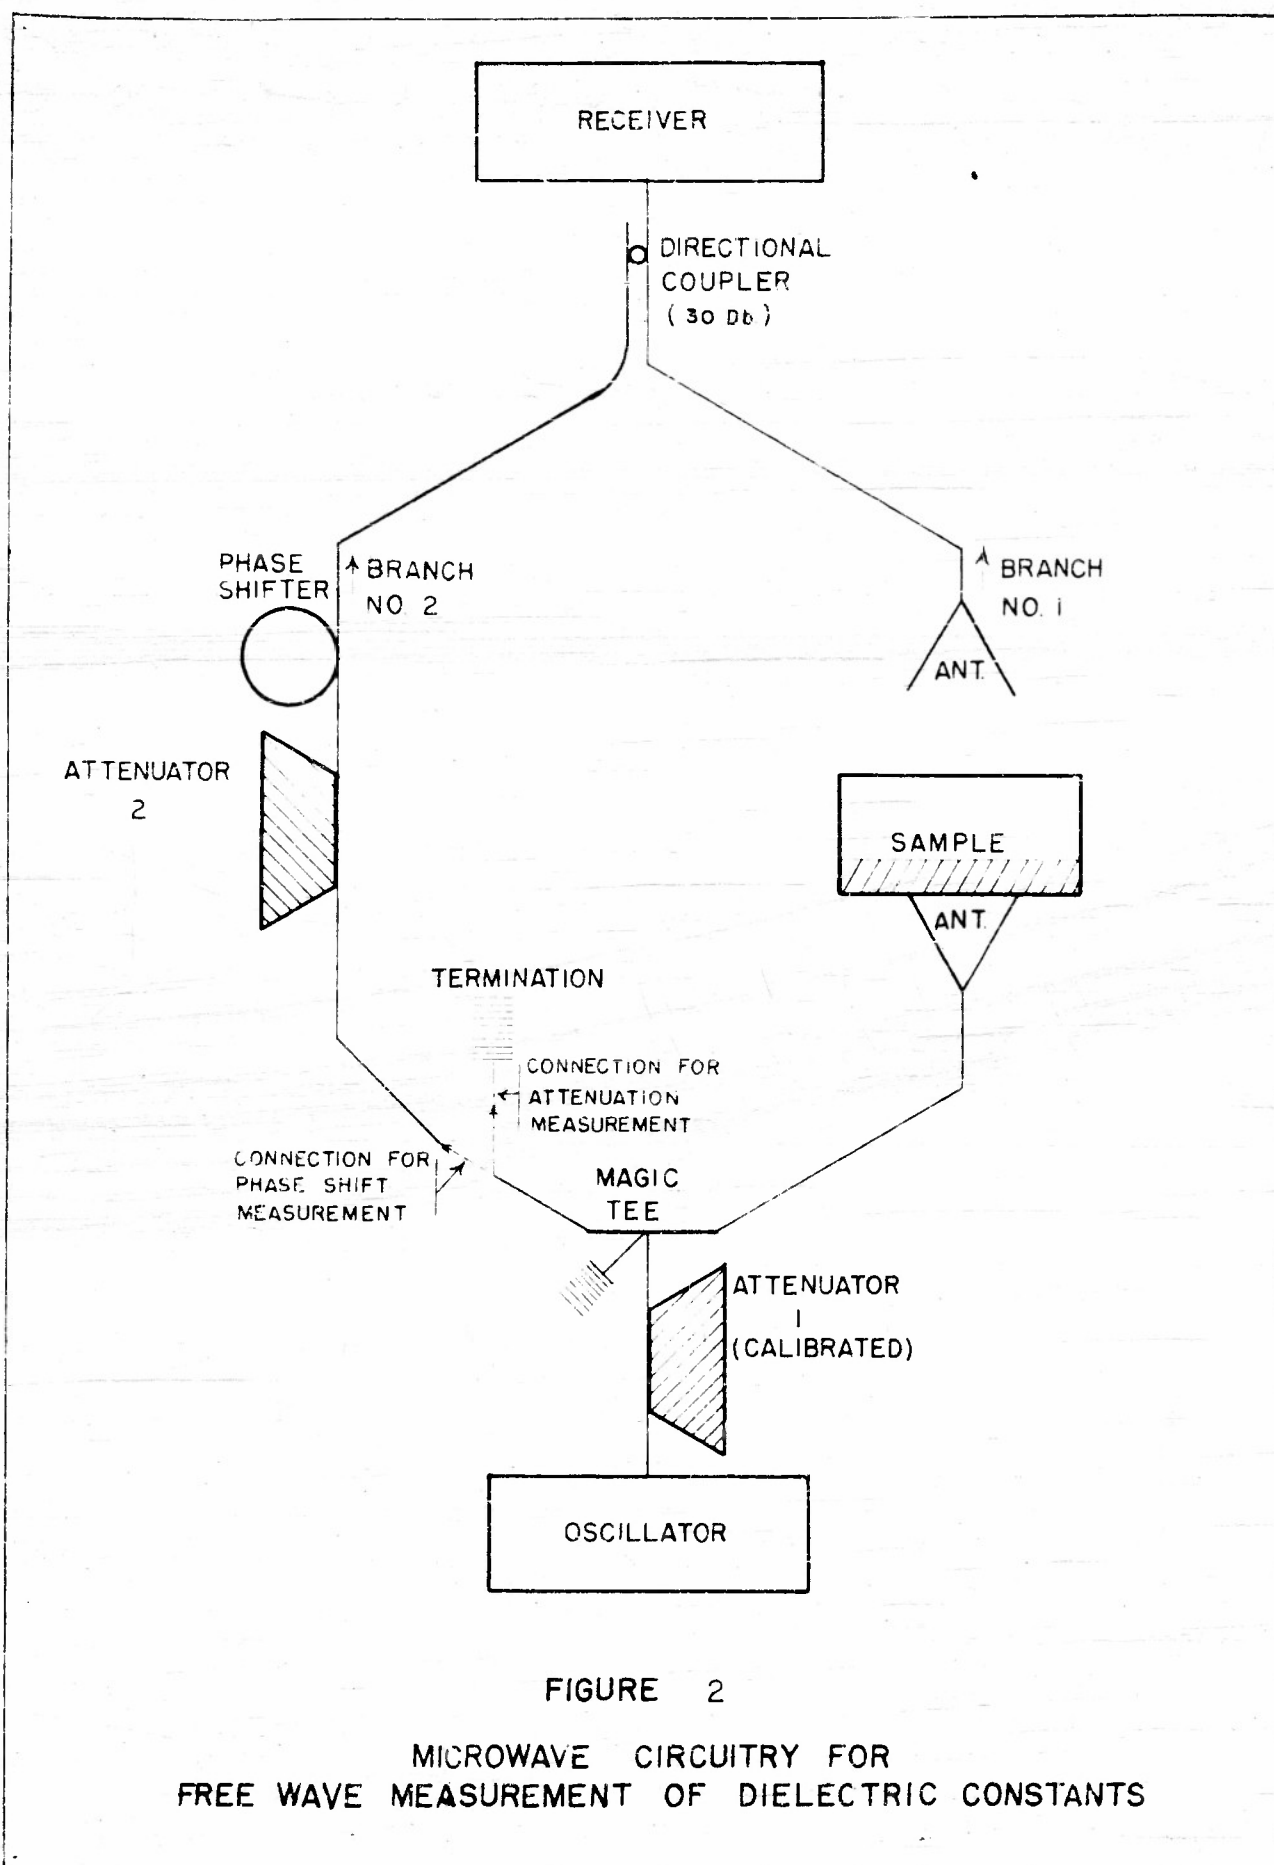 RECEIVER
DIRECTIONAL
COUPLER
(30 Db)
PHASE
SHIFTER
BRANCH
NO. 2
BRANCH
NO. 1
ANT.
ATTENUATOR
2
SAMPLE
ANT.
TERMINATION
CONNECTION FOR
ATTENUATION
MEASUREMENT
CONNECTION FOR
PHASE SHIFT
MEASUREMENT
MAGIC
TEE
ATTENUATOR
1
(CALIBRATED)
OSCILLATOR
FIGURE 2
MICROWAVE CIRCUITRY FOR
FREE WAVE MEASUREMENT OF DIELECTRIC CONSTANTS